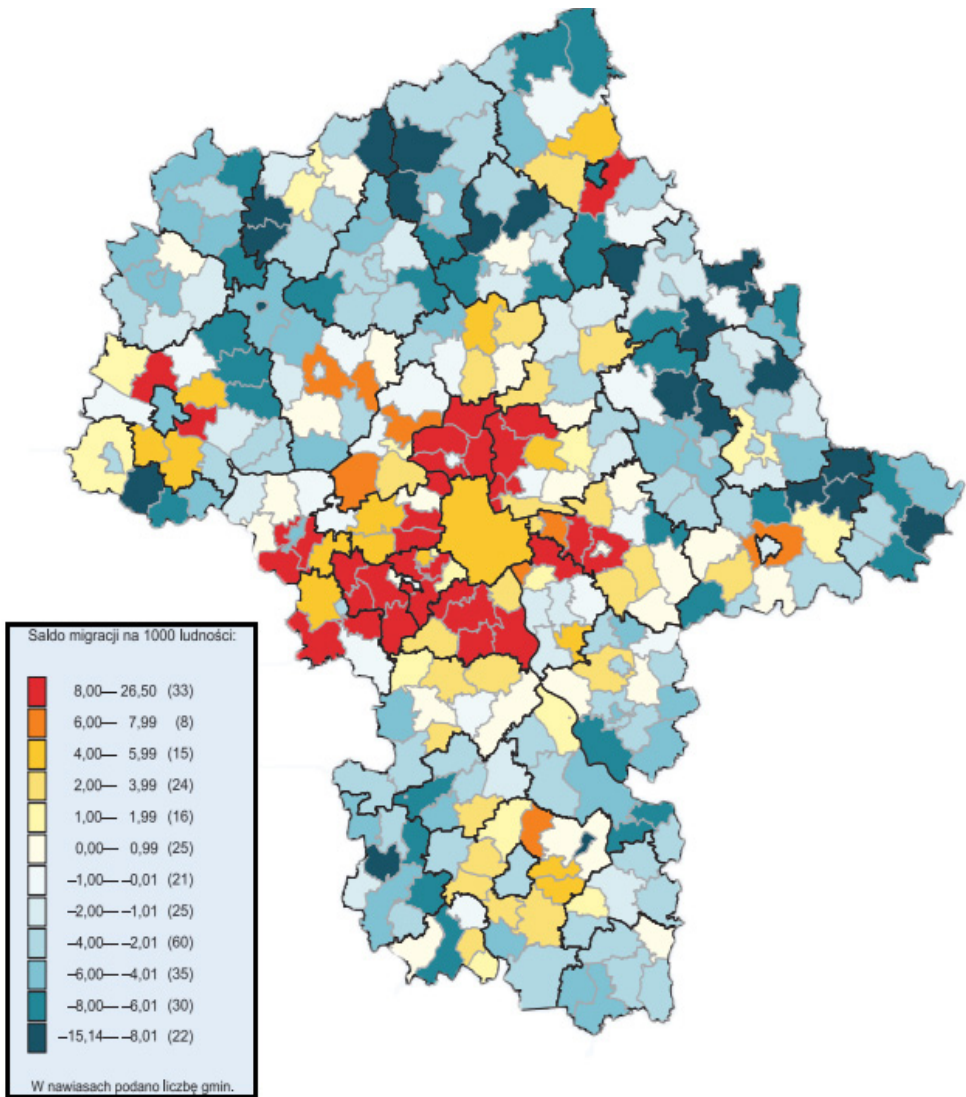 Saldo migracji na 1000 ludności:
8,00— 26,50 (33)
6,00— 7,99 (8)
4,00— 5,99 (15)
2,00— 3,99 (24)
1,00— 1,99 (16)
0,00— 0,99 (25)
–1,00— –0,01 (21)
–2,00— –1,01 (25)
–4,00— –2,01 (60)
–6,00— –4,01 (35)
–8,00— –6,01 (30)
–15,14— –8,01 (22)
W nawiasach podano liczbę gmin.